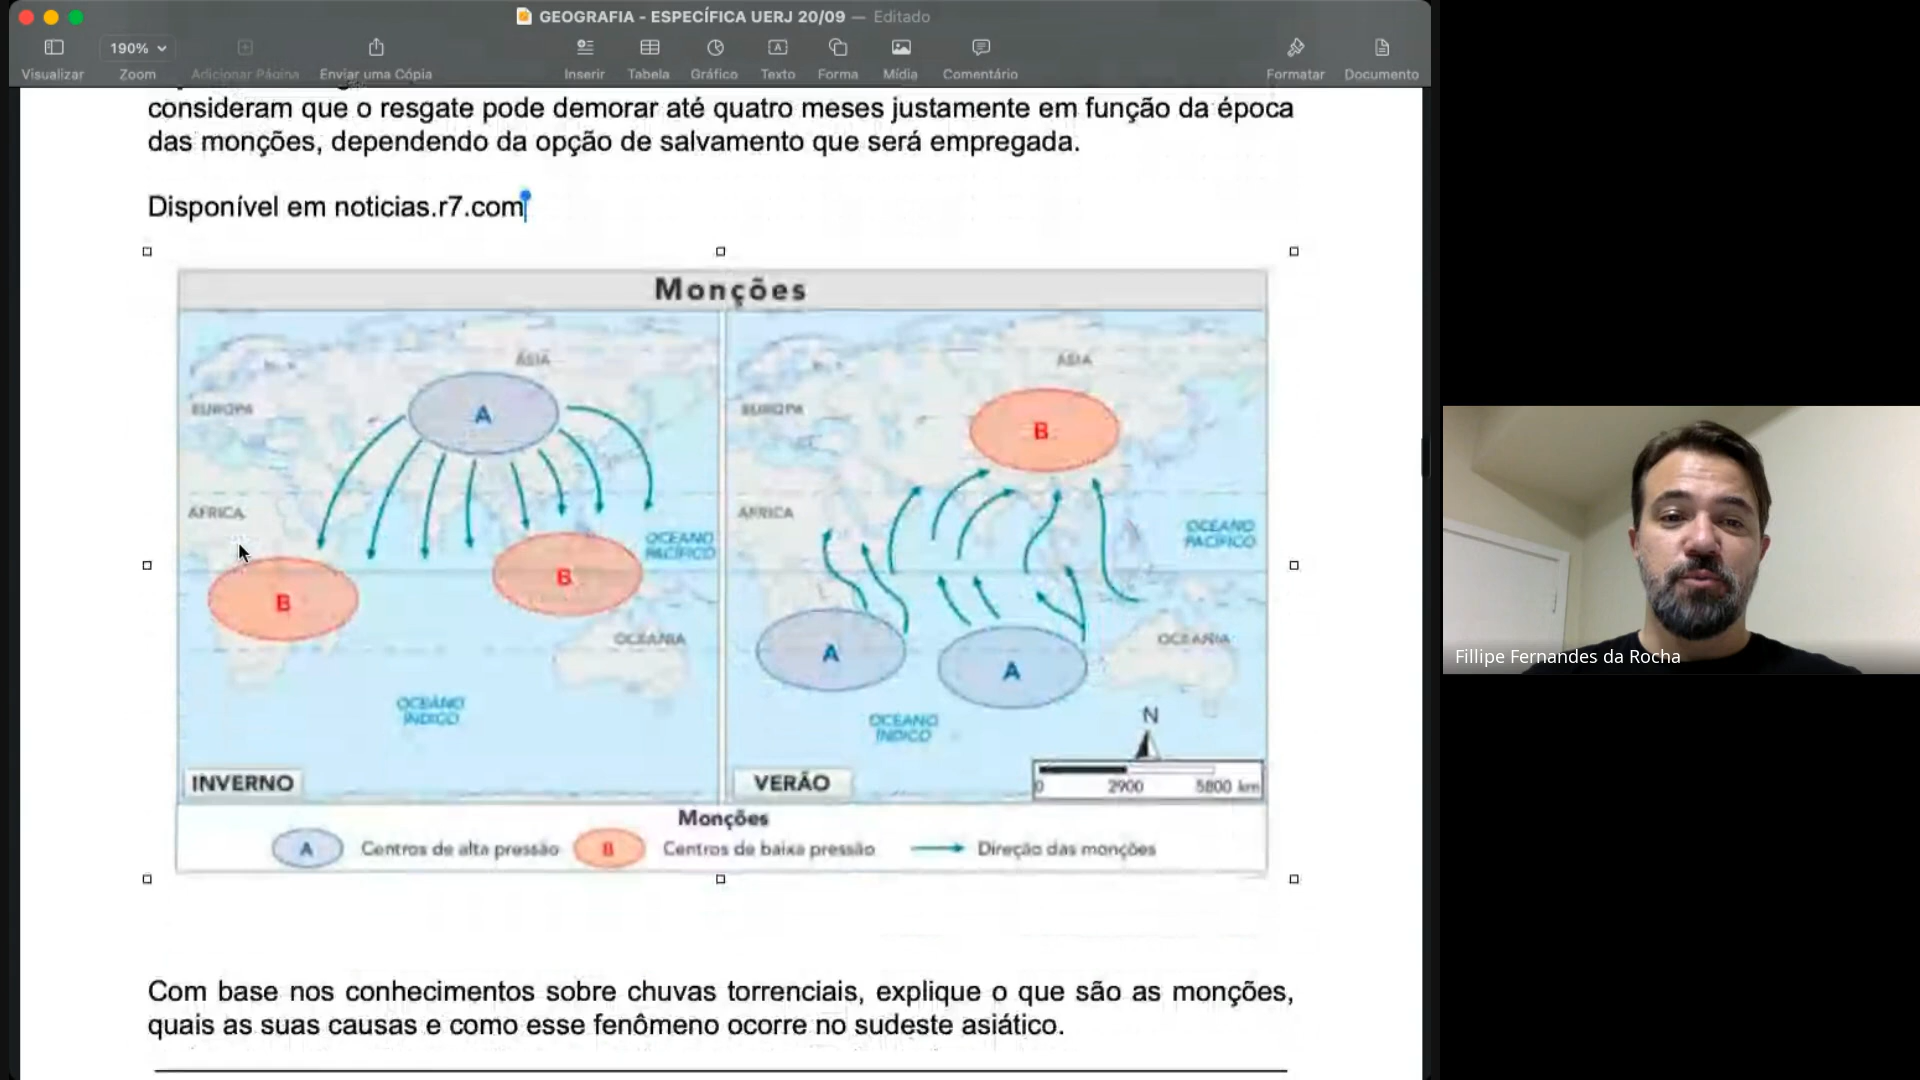 GEOGRAFIA - ESPECÍFICA UERJ 20/09 — Editado
190%
Visualizar Zoom Adicionar Página Enviar uma Cópia Inserir Tabela Gráfico Texto Forma Mídia Comentário Formatar Documento
consideram que o resgate pode demorar até quatro meses justamente em função da época
das monções, dependendo da opção de salvamento que será empregada.
Disponível em noticias.r7.com
Monções
ÁSIA
EUROPA
A
ÁFRICA
OCEANO
PACÍFICO
B
B
OCEANIA
OCEANO
ÍNDICO
INVERNO
ÁSIA
EUROPA
B
ÁFRICA
OCEANO
PACÍFICO
A
A
OCEANIA
OCEANO
ÍNDICO
N
VERÃO
0 2900 5800 km
Monções
A Centros de alta pressão B Centros de baixa pressão Direção das monções
Com base nos conhecimentos sobre chuvas torrenciais, explique o que são as monções,
quais as suas causas e como esse fenômeno ocorre no sudeste asiático.
Fillipe Fernandes da Rocha